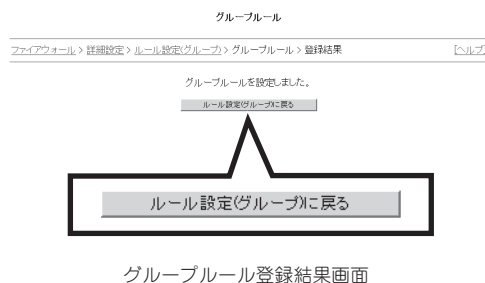 グループルール
ファイアウォール > 詳細設定 > ルール設定(グループ) > グループルール > 登録結果 [ヘルプ]
グループルールを設定しました。
ルール設定(グループ)に戻る
ルール設定(グループ)に戻る
グループルール登録結果画面